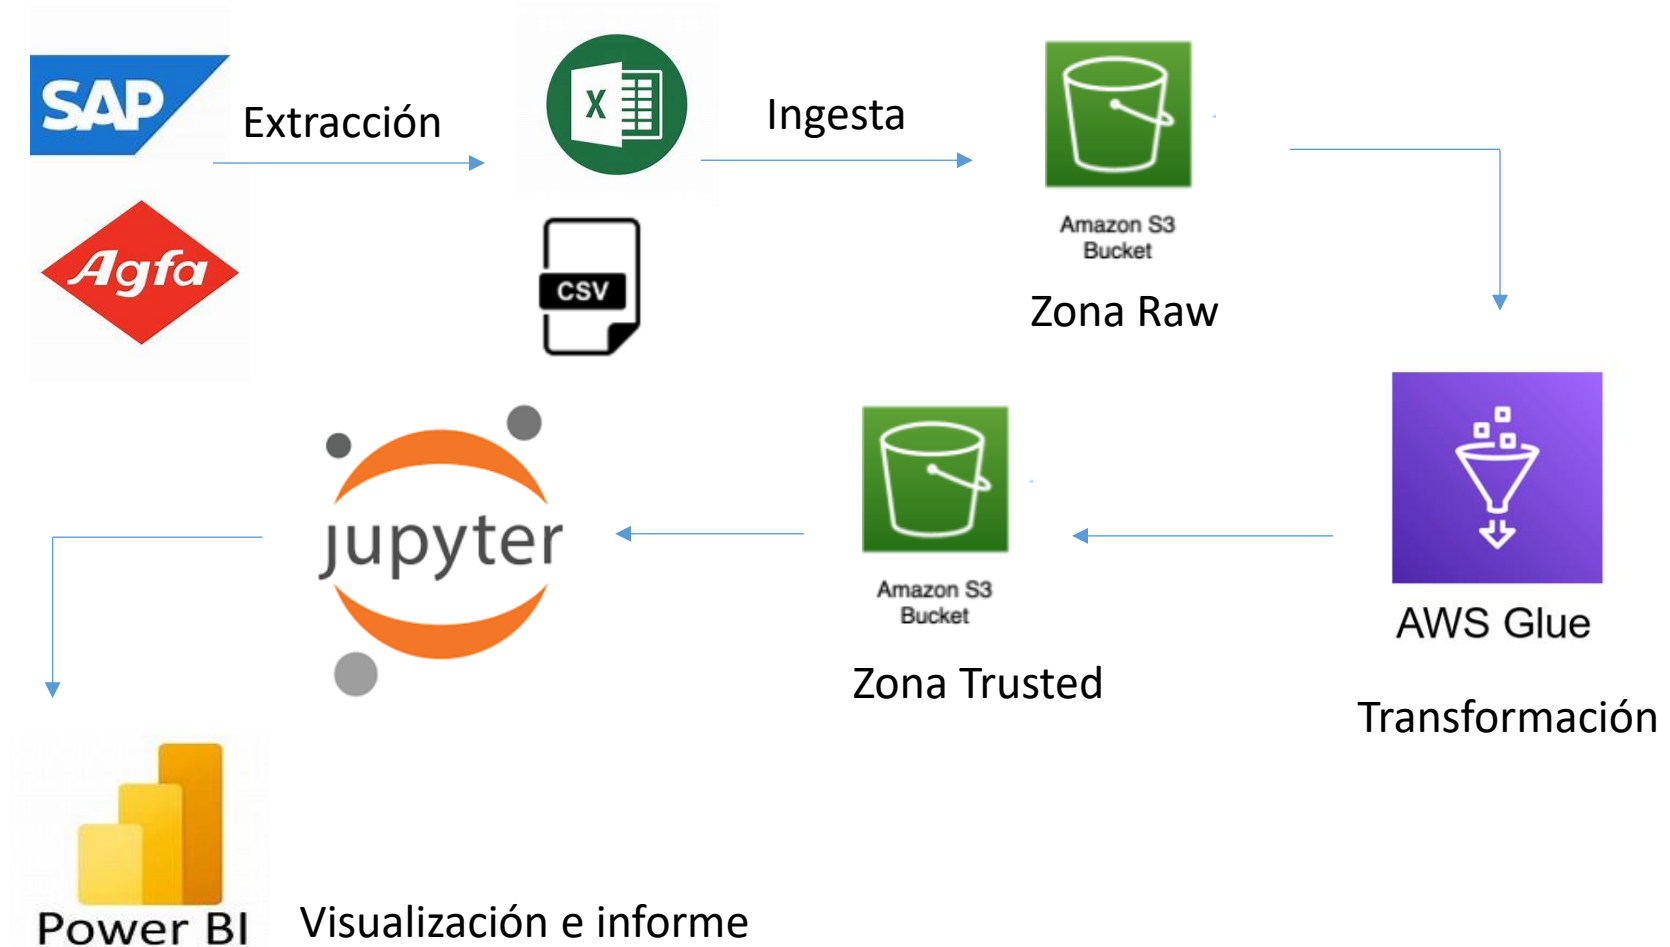 SAP
Extracción
X
Ingesta
Agfa
CSV
Amazon S3
Bucket
Zona Raw
jupyter
Amazon S3
Bucket
Zona Trusted
AWS Glue
Transformación
Power BI
Visualización e informe